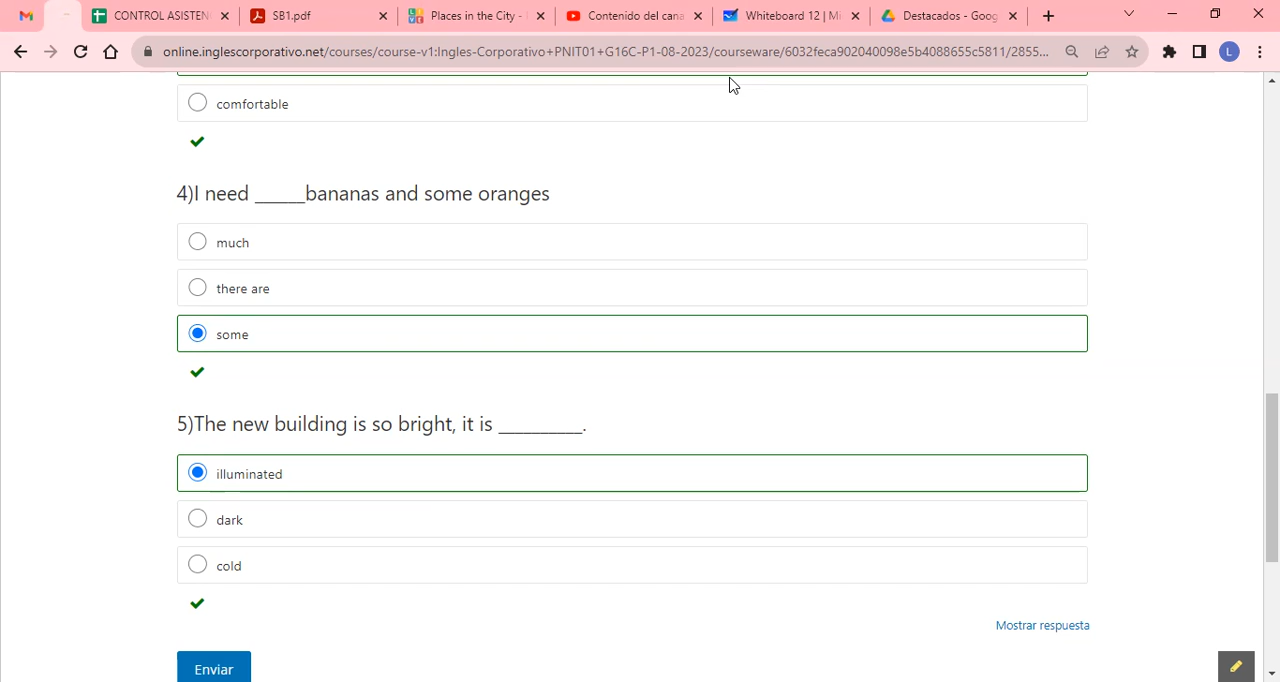 CONTROL ASISTEN
SB1.pdf
Places in the City -
Contenido del cana
Whiteboard 12 | Mi
Destacados - Goog
online.inglescorporativo.net/courses/course-v1:Ingles-Corporativo+PNIT01+G16C-P1-08-2023/courseware/6032feca902040098e5b4088655c5811/2855...
L
comfortable
4)I need _____bananas and some oranges
much
there are
some
5)The new building is so bright, it is _________.
illuminated
dark
cold
Mostrar respuesta
Enviar